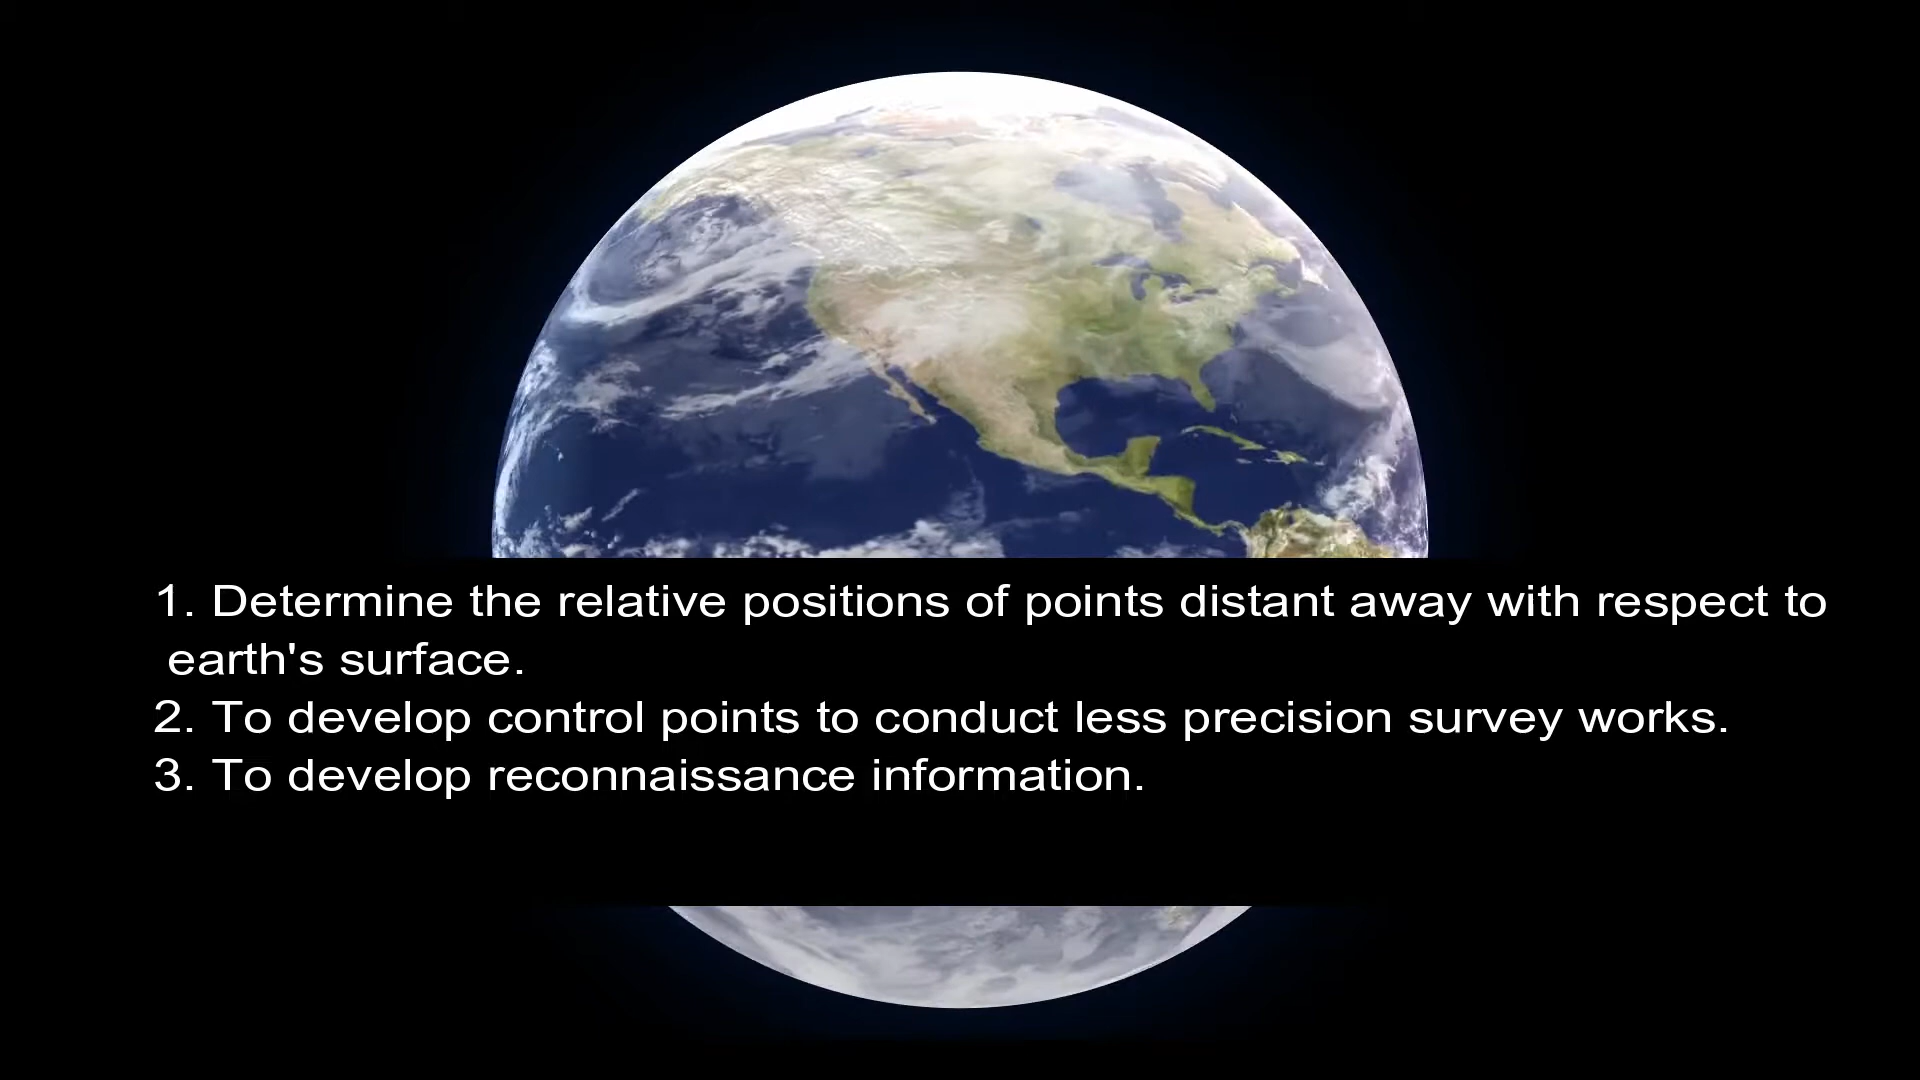 1. Determine the relative positions of points distant away with respect to
earth's surface.
2. To develop control points to conduct less precision survey works.
3. To develop reconnaissance information.